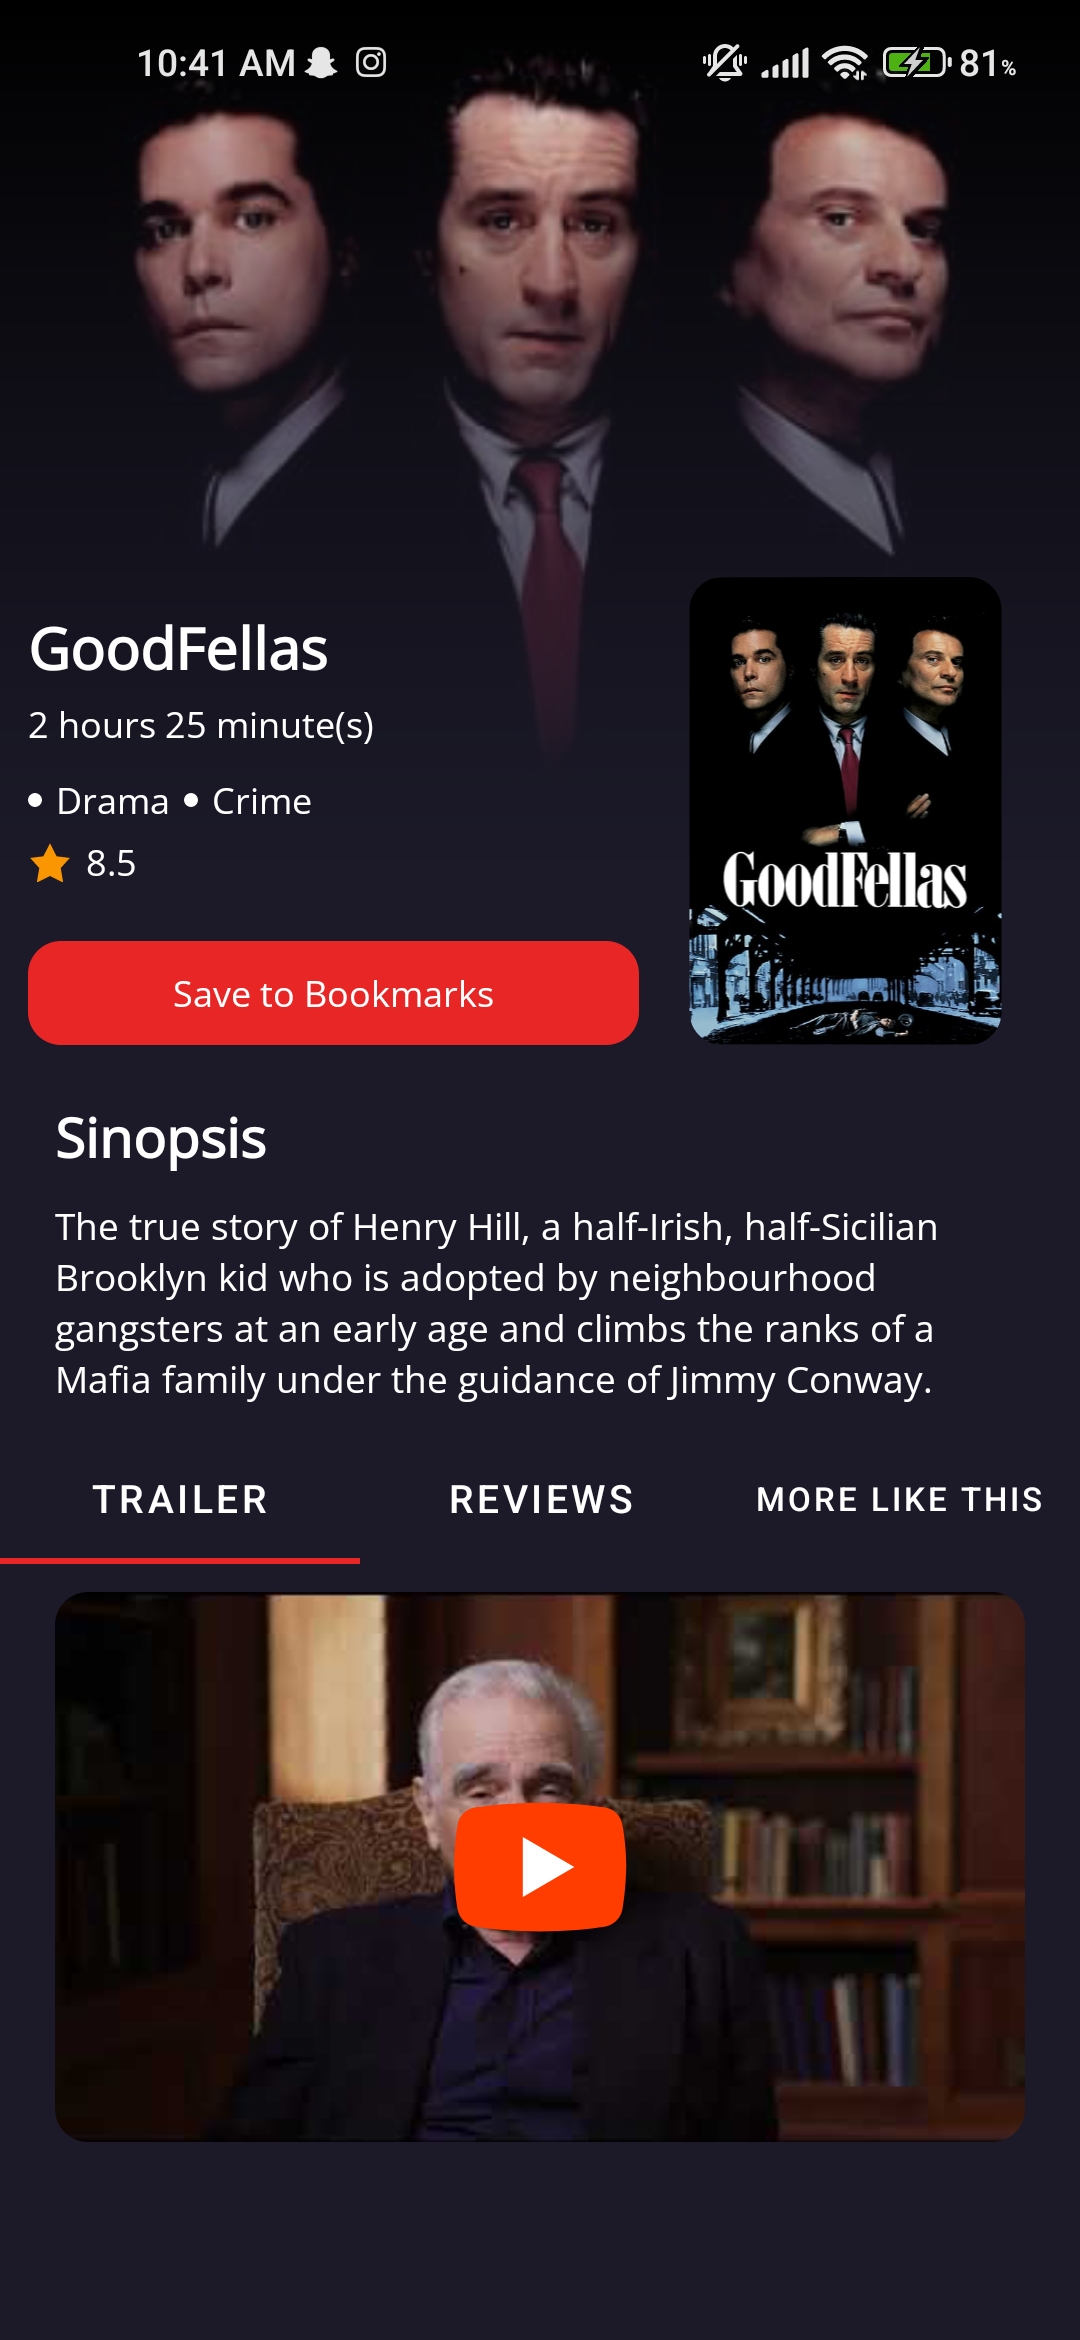 10:41 AM 81%
GoodFellas
2 hours 25 minute(s)
• Drama • Crime
8.5
GoodFellas
Save to Bookmarks
Sinopsis
The true story of Henry Hill, a half-Irish, half-Sicilian
Brooklyn kid who is adopted by neighbourhood
gangsters at an early age and climbs the ranks of a
Mafia family under the guidance of Jimmy Conway.
TRAILER REVIEWS MORE LIKE THIS